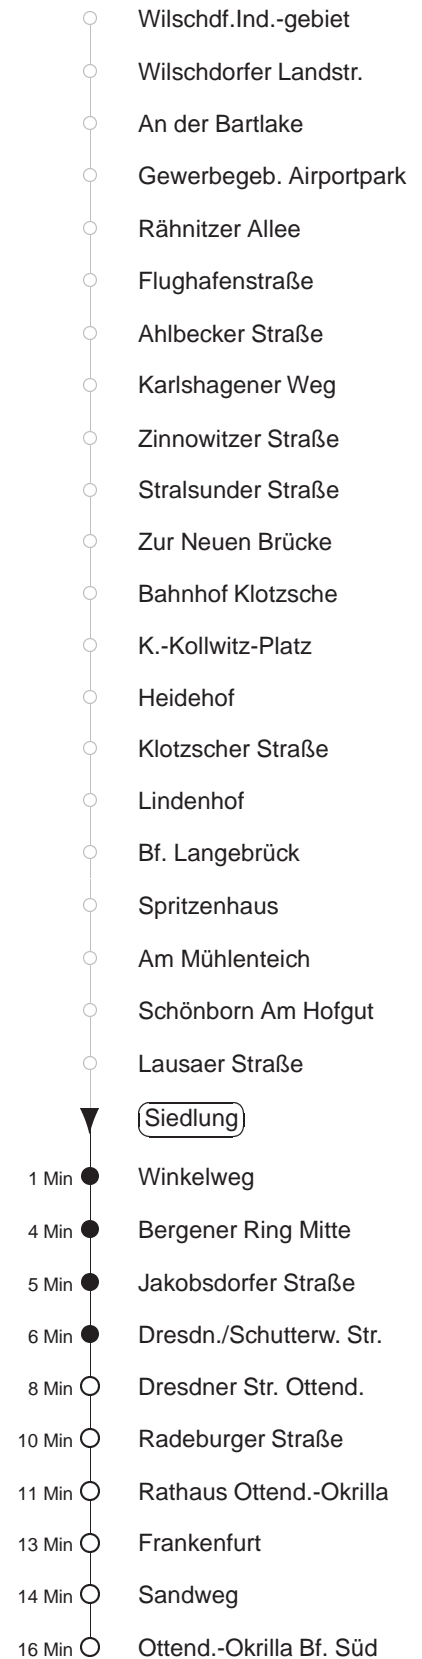 Wilschdf.Ind.-gebiet
Wilschdorfer Landstr.
An der Bartlake
Gewerbegeb. Airportpark
Rähnitzer Allee
Flughafenstraße
Ahlbecker Straße
Karlshagener Weg
Zinnowitzer Straße
Stralsunder Straße
Zur Neuen Brücke
Bahnhof Klotzsche
K.-Kollwitz-Platz
Heidehof
Klotzscher Straße
Lindenhof
Bf. Langebrück
Spritzenhaus
Am Mühlenteich
Schönborn Am Hofgut
Lausaer Straße
Siedlung
1 Min Winkelweg
4 Min Bergener Ring Mitte
5 Min Jakobsdorfer Straße
6 Min Dresdn./Schutterw. Str.
8 Min Dresdner Str. Ottend.
10 Min Radeburger Straße
11 Min Rathaus Ottend.-Okrilla
13 Min Frankenfurt
14 Min Sandweg
16 Min Ottend.-Okrilla Bf. Süd